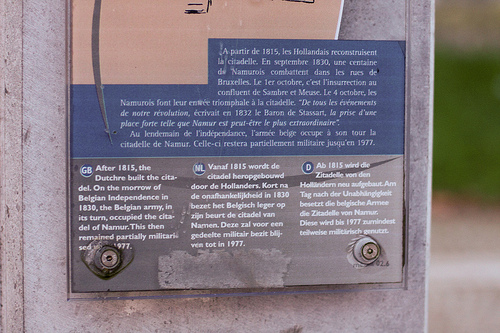 A partir de 1815, les Hollandais reconstruisent
la citadelle. En septembre 1830, une centaine
de Namurois combattent dans les rues de
Bruxelles. Le 1er octobre, c'est l'insurrection au
confluent de Sambre et Meuse. Le 4 octobre, les
Namurois font leur entrée triomphale à la citadelle. "De tous les événements
de notre révolution, écrivait en 1832 le Baron de Stassart, la prise d'une
place forte telle que Namur est peut-être le plus extraordinaire".
Au lendemain de l'indépendance, l'armée belge occupe à son tour la
citadelle de Namur. Celle-ci restera partiellement militaire jusqu'en 1977.
GB After 1815, the
Dutchre built the cita-
del. On the morrow of
Belgian Independence in
1830, the Belgian army, in
its turn, occupied the cita-
del of Namur. This then
remained partially militari-
sed 1977.
NL Vanaf 1815 wordt de
citadel heropgebouwd
door de Hollanders. Kort na
de onafhankelijkheid in 1830
bezet het Belgisch leger op
zijn beurt de citadel van
Namen. Deze zal voor een
gedeelte militair bezit blij-
ven tot in 1977.
D Ab 1815 wird die
Zitadelle von den
Holländern neu aufgebaut. Am
Tag nach der Unabhängigkeit
besetzt die belgische Armee
die Zitadelle von Namur.
Diese wird bis 1977 zumindest
teilweise militärisch genutzt.